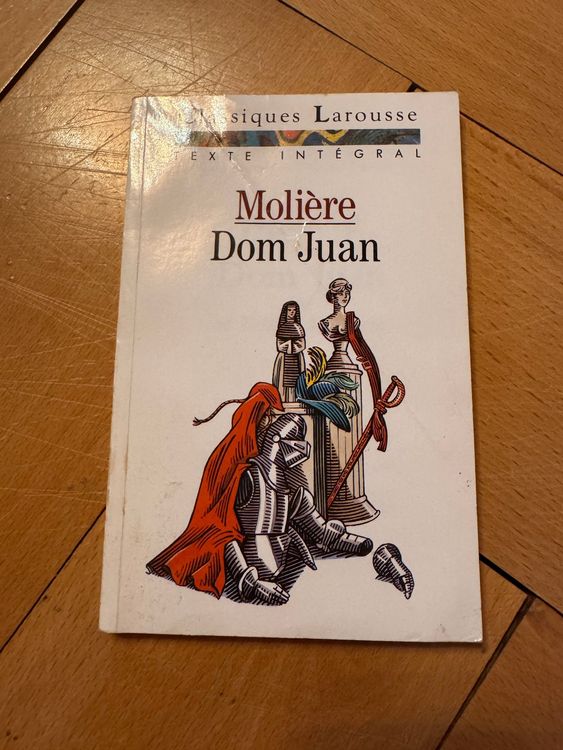 Classiques Larousse
TEXTE INTÉGRAL
Molière
Dom Juan